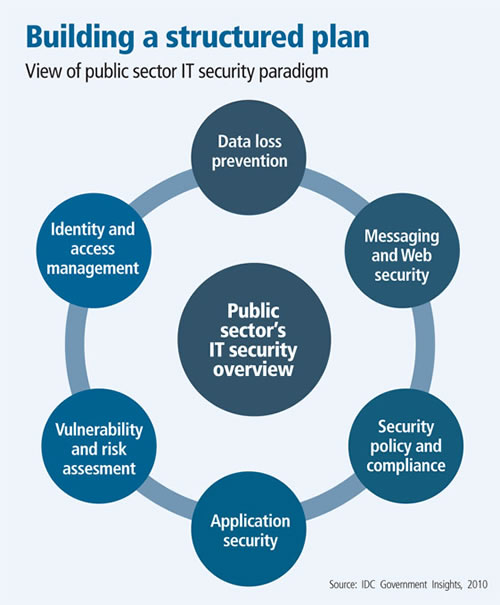 Building a structured plan
View of public sector IT security paradigm
Data loss
prevention
Messaging
and Web
security
Security
policy and
compliance
Application
security
Vulnerability
and risk
assesment
Identity and
access
management
Public
sector's
IT security
overview
Source: IDC Government Insights, 2010